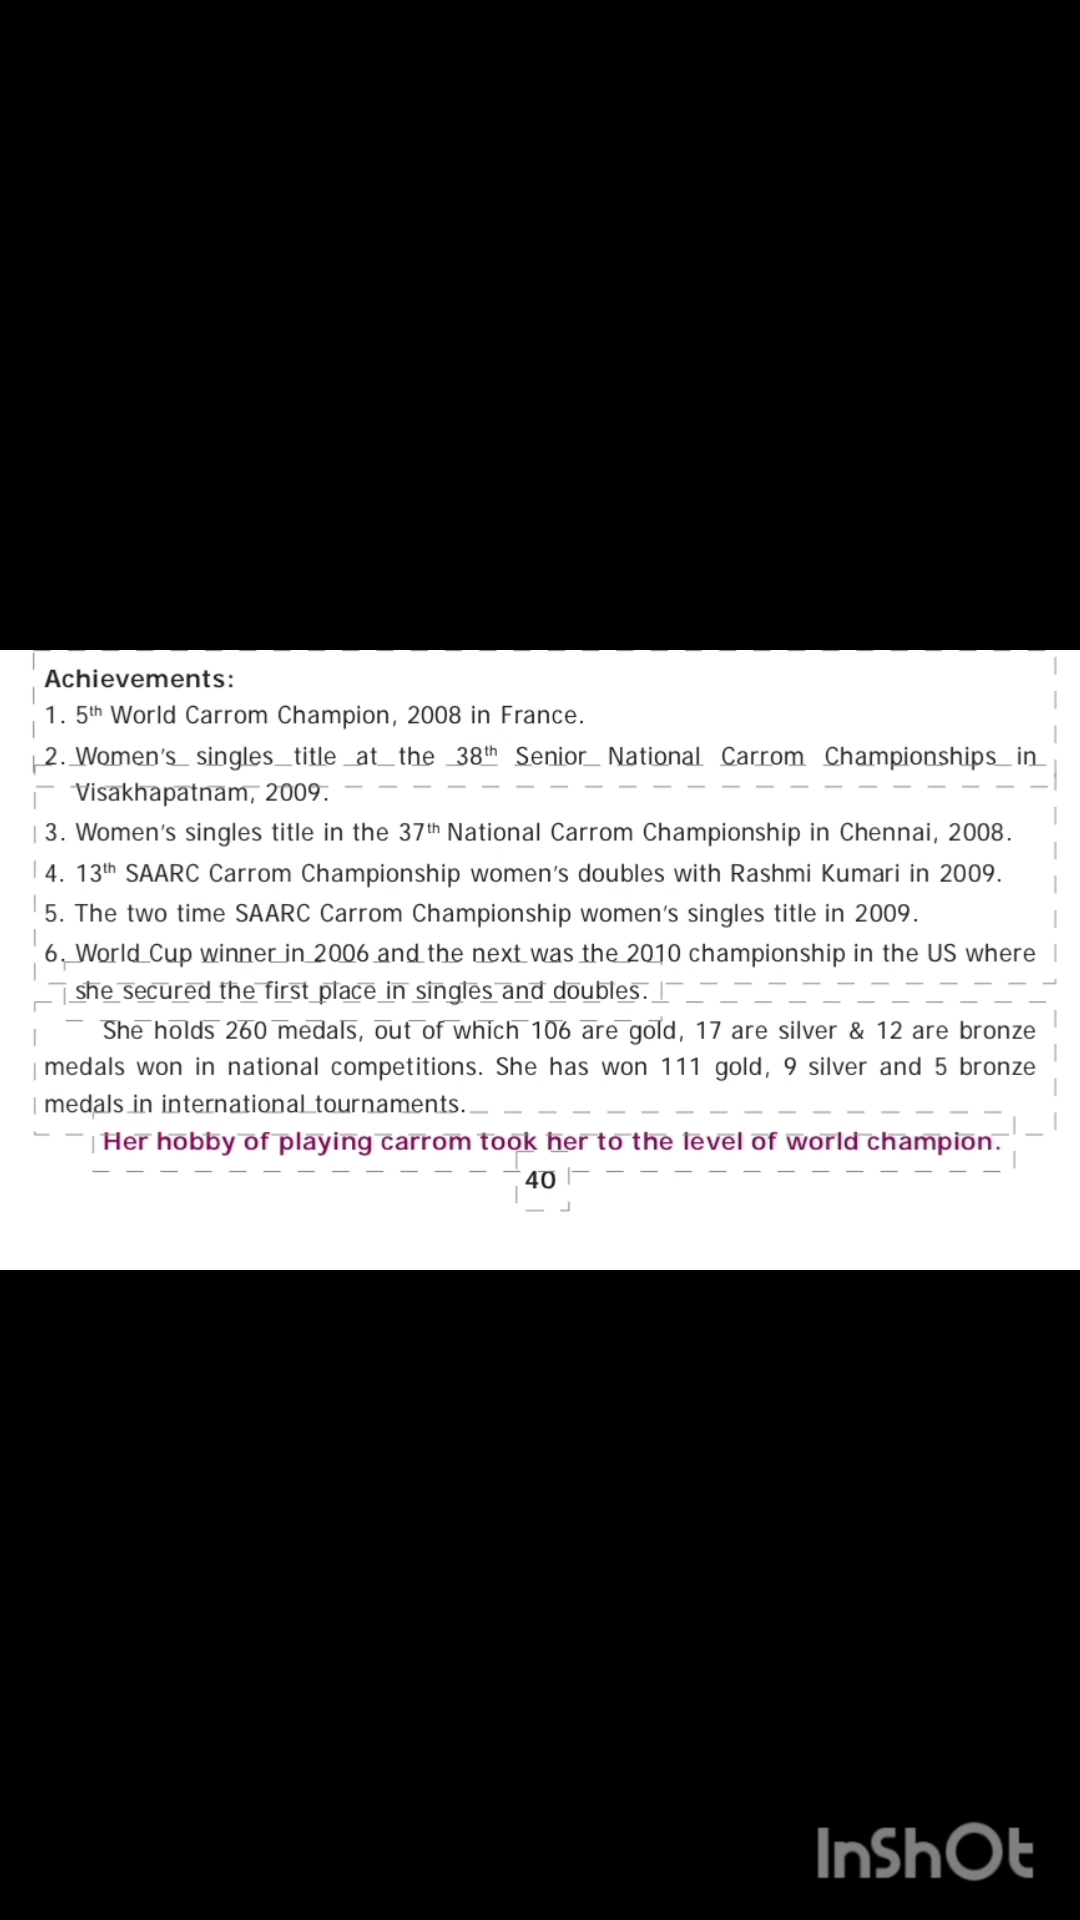 Achievements:
1. 5th World Carrom Champion, 2008 in France.
2. Women's singles title at the 38th Senior National Carrom Championships in
Visakhapatnam, 2009.
3. Women's singles title in the 37th National Carrom Championship in Chennai, 2008.
4. 13th SAARC Carrom Championship women's doubles with Rashmi Kumari in 2009.
5. The two time SAARC Carrom Championship women's singles title in 2009.
6. World Cup winner in 2006 and the next was the 2010 championship in the US where
she secured the first place in singles and doubles.
She holds 260 medals, out of which 106 are gold, 17 are silver & 12 are bronze
medals won in national competitions. She has won 111 gold, 9 silver and 5 bronze
medals in international tournaments.
Her hobby of playing carrom took her to the level of world champion.
40
InShOt